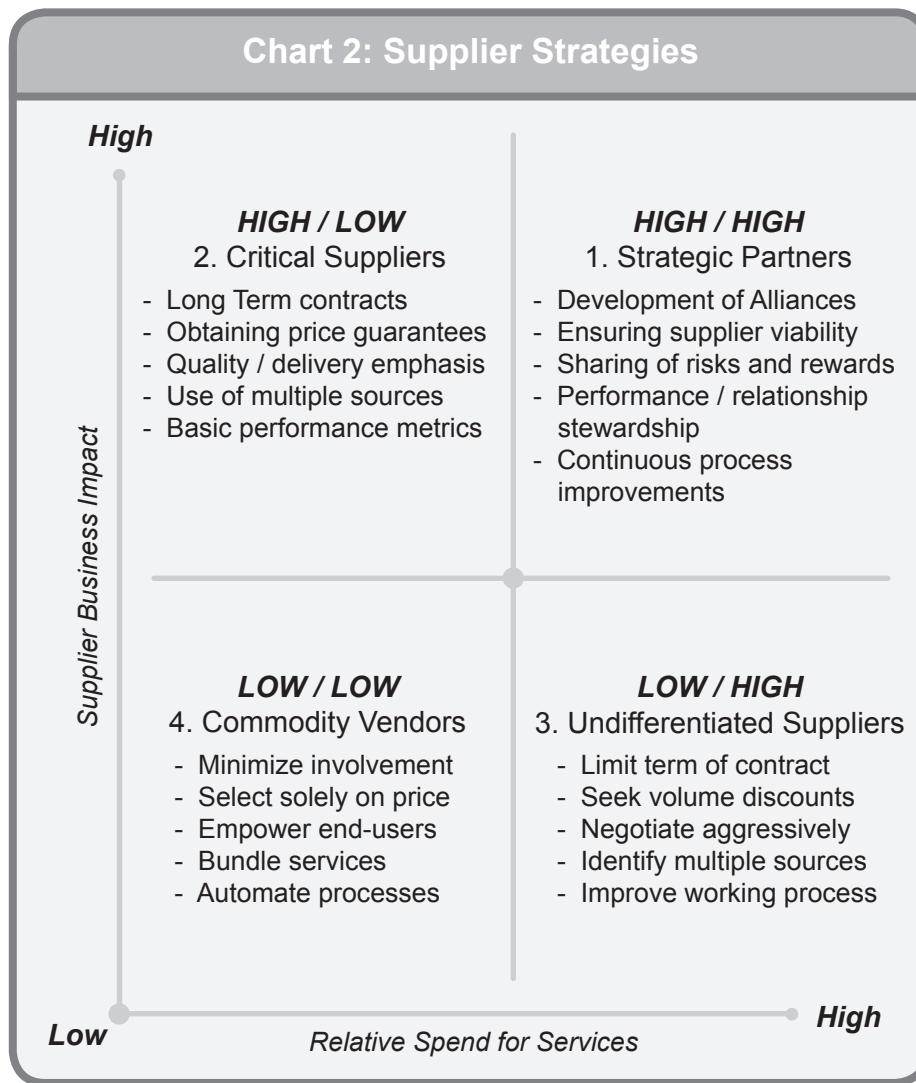 Chart 2: Supplier Strategies
High
HIGH / LOW
2. Critical Suppliers
- Long Term contracts
- Obtaining price guarantees
- Quality / delivery emphasis
- Use of multiple sources
- Basic performance metrics
HIGH / HIGH
1. Strategic Partners
- Development of Alliances
- Ensuring supplier viability
- Sharing of risks and rewards
- Performance / relationship
stewardship
- Continuous process
improvements
Supplier Business Impact
LOW / LOW
4. Commodity Vendors
- Minimize involvement
- Select solely on price
- Empower end-users
- Bundle services
- Automate processes
LOW / HIGH
3. Undifferentiated Suppliers
- Limit term of contract
- Seek volume discounts
- Negotiate aggressively
- Identify multiple sources
- Improve working process
Low
Relative Spend for Services
High